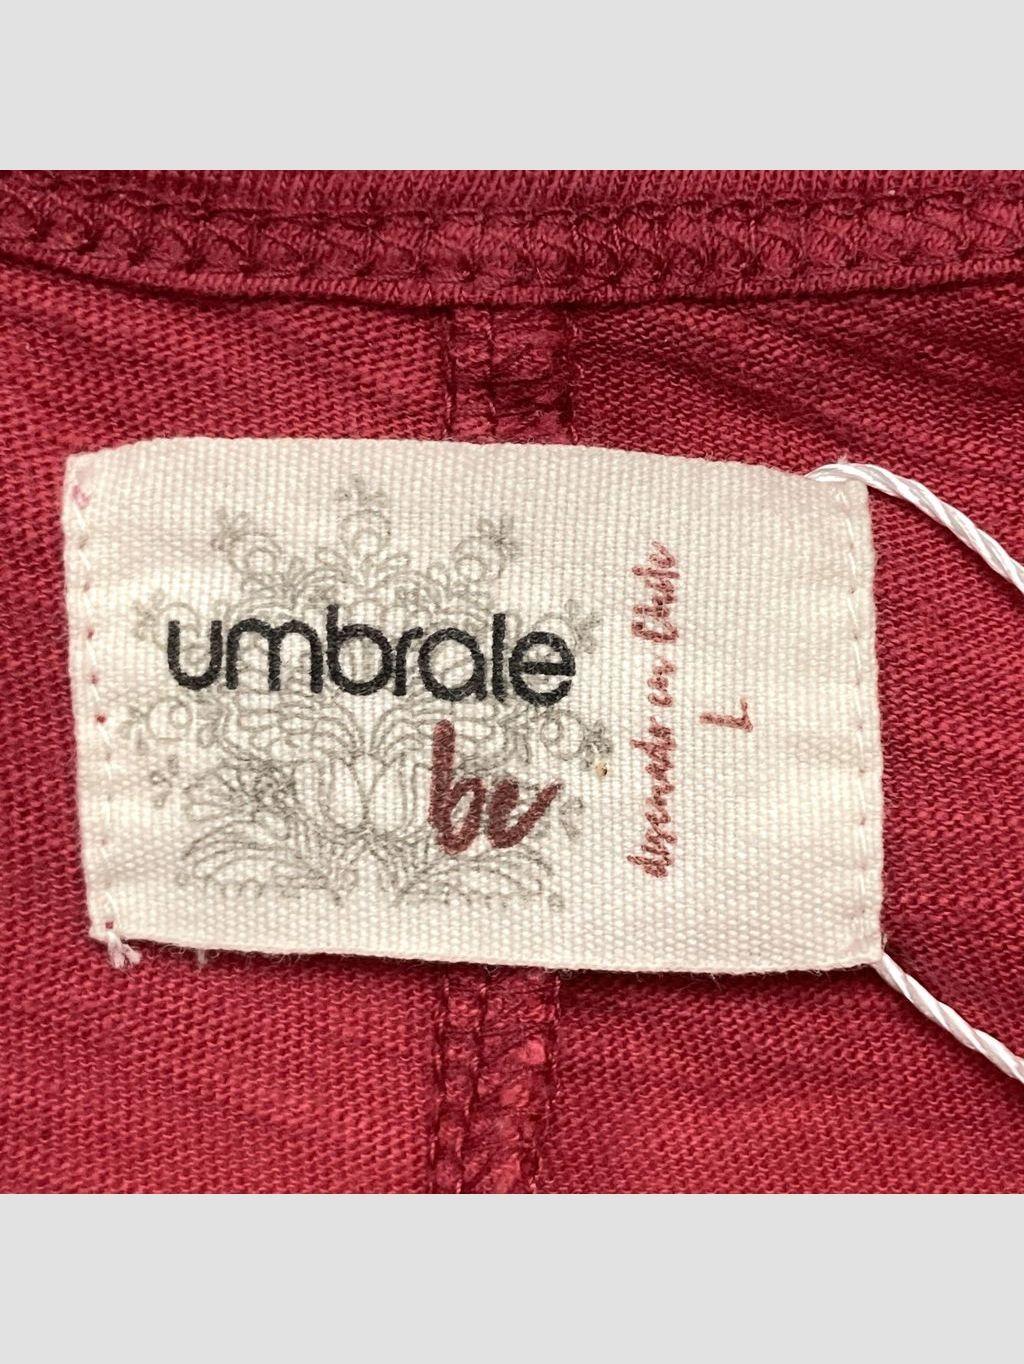 umbrale
be
diseñado en Chile
L